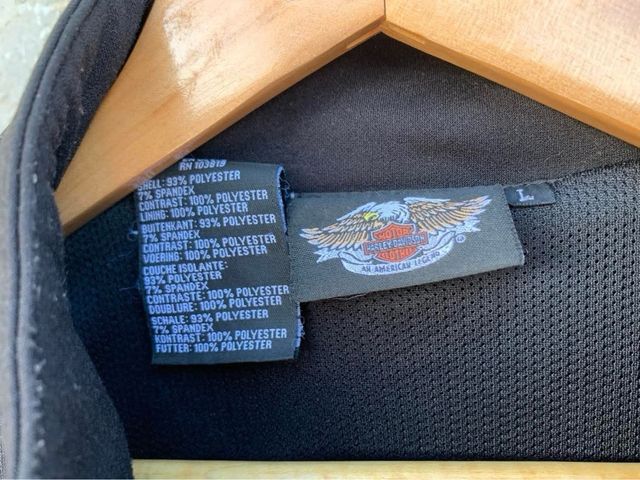 RN 103819
SHELL: 93% POLYESTER
7% SPANDEX
CONTRAST: 100% POLYESTER
LINING: 100% POLYESTER
BUITENKANT: 93% POLYESTER
7% SPANDEX
CONTRAST: 100% POLYESTER
VOERING: 100% POLYESTER
COUCHE ISOLANTE:
93% POLYESTER
7% SPANDEX
CONTRASTE: 100% POLYESTER
DOUBLURE: 100% POLYESTER
SCHALE: 93% POLYESTER
7% SPANDEX
KONTRAST: 100% POLYESTER
FUTTER: 100% POLYESTER
MOTOR
HARLEY-DAVIDSON
CLOTHES
AN AMERICAN LEGEND
®
L